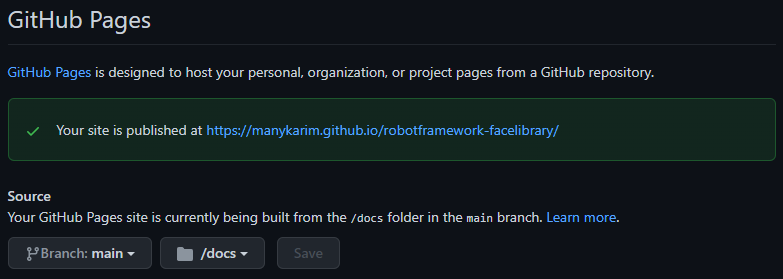 GitHub Pages
GitHub Pages is designed to host your personal, organization, or project pages from a GitHub repository.
Your site is published at https://manykarim.github.io/robotframework-facelibrary/
Source
Your GitHub Pages site is currently being built from the /docs folder in the main branch. Learn more.
Branch: main /docs Save